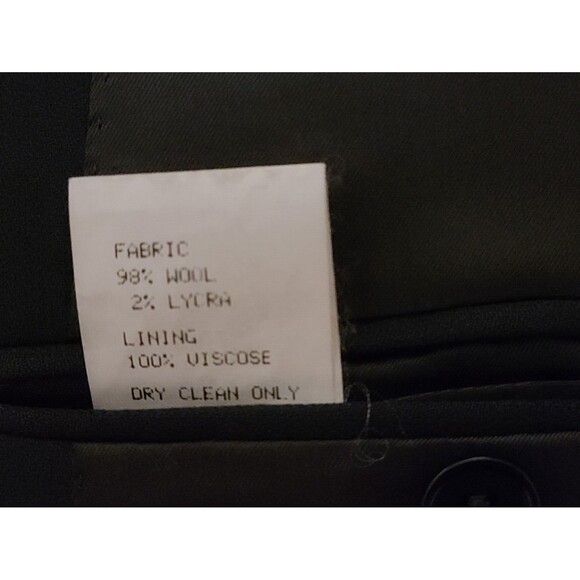 FABRIC
98% WOOL
2% LYCRA
LINING
100% VISCOSE
DRY CLEAN ONLY